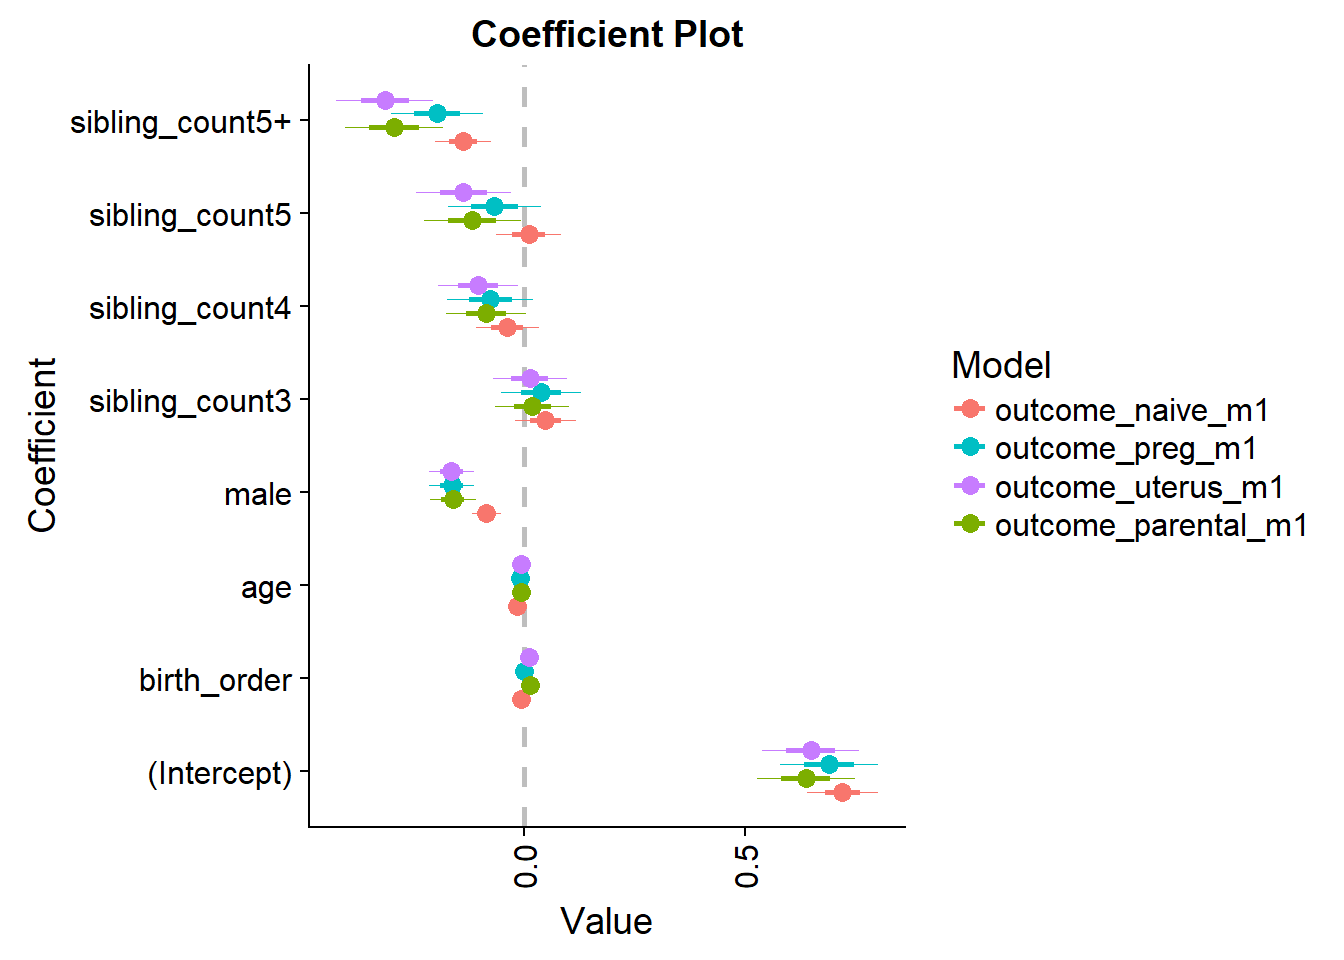 Coefficient Plot
sibling_count5+
sibling_count5
sibling_count4
sibling_count3
male
age
birth_order
(Intercept)
Coefficient
0.0
0.5
Value
Model
outcome_naive_m1
outcome_preg_m1
outcome_uterus_m1
outcome_parental_m1